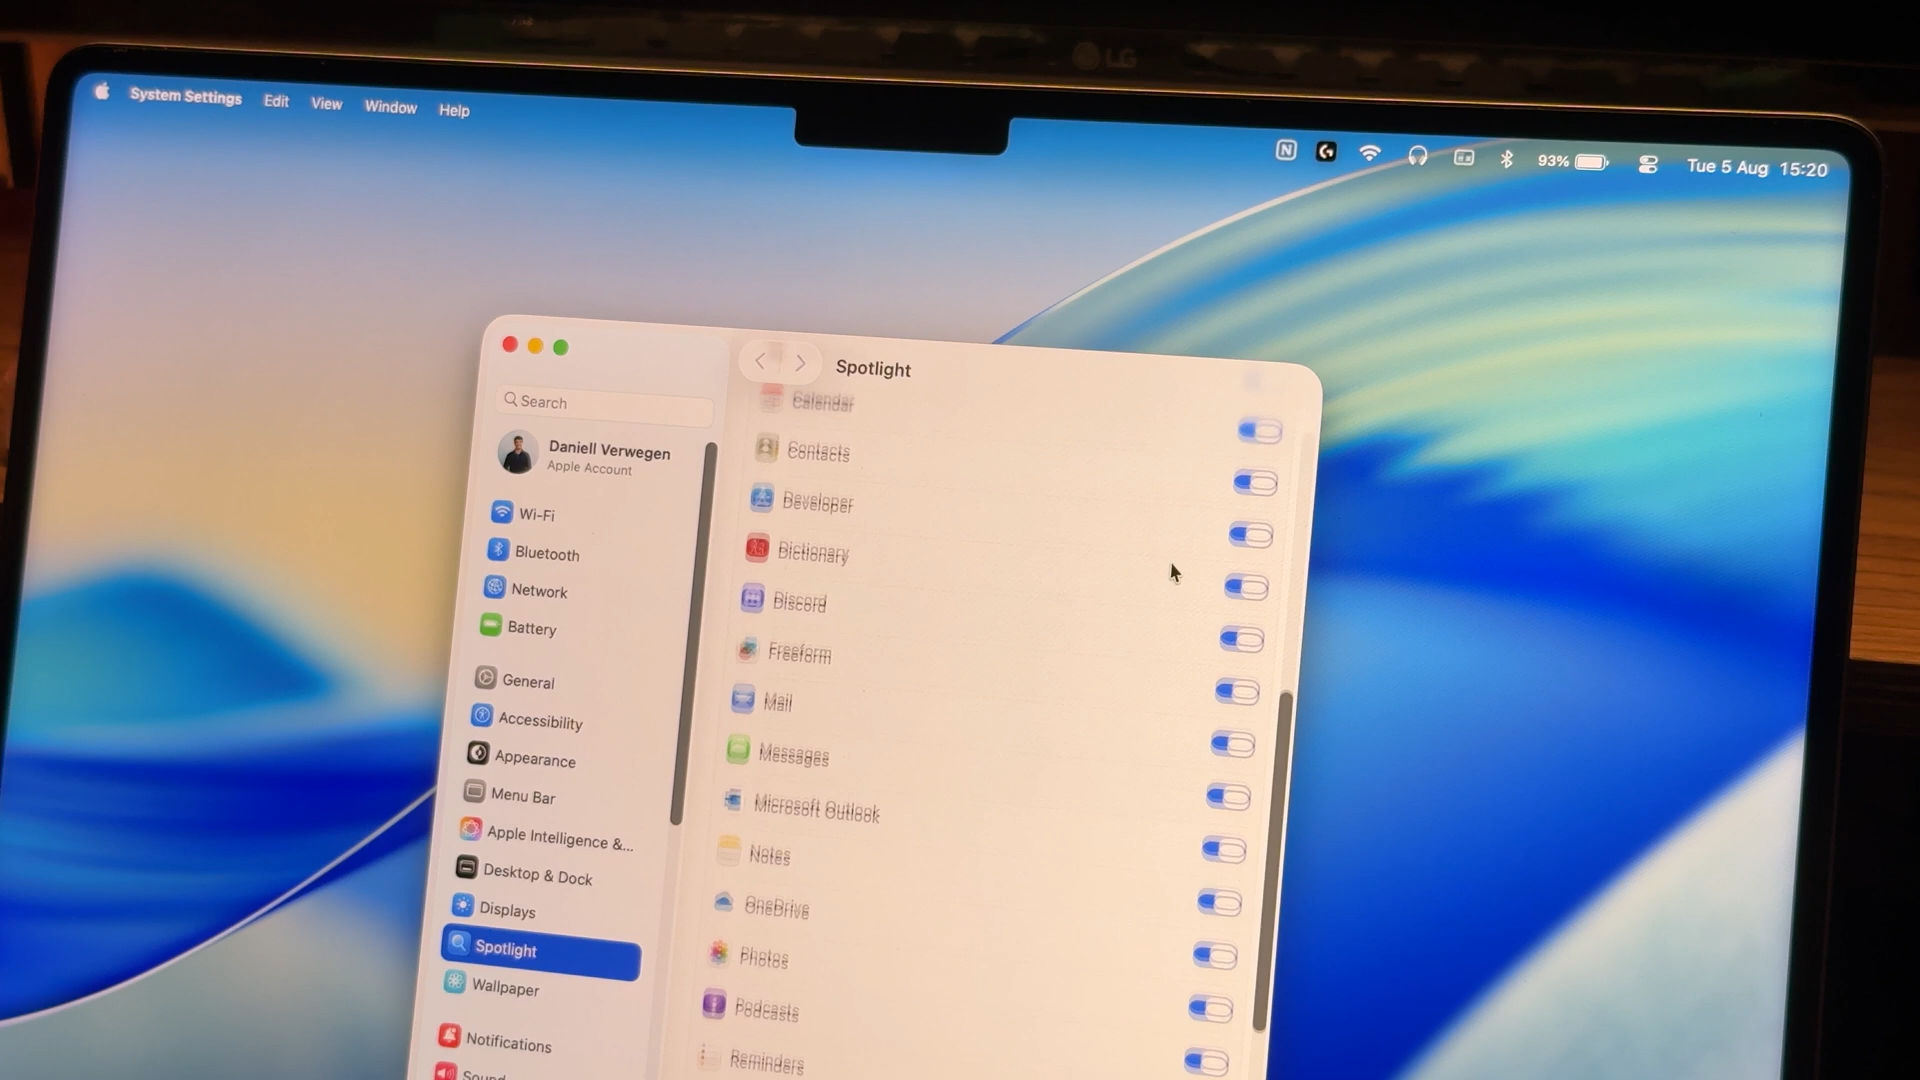 LG
System Settings Edit View Window Help
93% Tue 5 Aug 15:20
Spotlight
Search
Daniell Verwegen
Apple Account
Wi-Fi
Bluetooth
Network
Battery
General
Accessibility
Appearance
Menu Bar
Apple Intelligence &...
Desktop & Dock
Displays
Spotlight
Wallpaper
Notifications
Sound
Calendar
Contacts
Developer
Dictionary
Discord
Freeform
Mail
Messages
Microsoft Outlook
Notes
OneDrive
Photos
Podcasts
Reminders